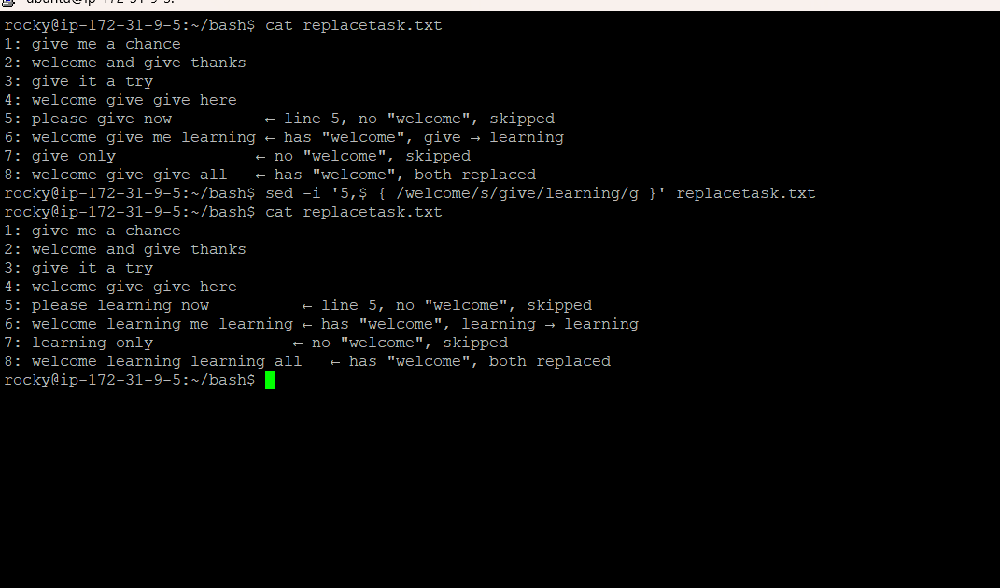 ubuntu@ip-172-31-9-5:
rocky@ip-172-31-9-5:~/bash$ cat replacetask.txt
1: give me a chance
2: welcome and give thanks
3: give it a try
4: welcome give give here
5: please give now          ← line 5, no "welcome", skipped
6: welcome give me learning ← has "welcome", give → learning
7: give only               ← no "welcome", skipped
8: welcome give give all   ← has "welcome", both replaced
rocky@ip-172-31-9-5:~/bash$ sed -i '5,$ { /welcome/s/give/learning/g }' replacetask.txt
rocky@ip-172-31-9-5:~/bash$ cat replacetask.txt
1: give me a chance
2: welcome and give thanks
3: give it a try
4: welcome give give here
5: please learning now          ← line 5, no "welcome", skipped
6: welcome learning me learning ← has "welcome", learning → learning
7: learning only               ← no "welcome", skipped
8: welcome learning learning all   ← has "welcome", both replaced
rocky@ip-172-31-9-5:~/bash$